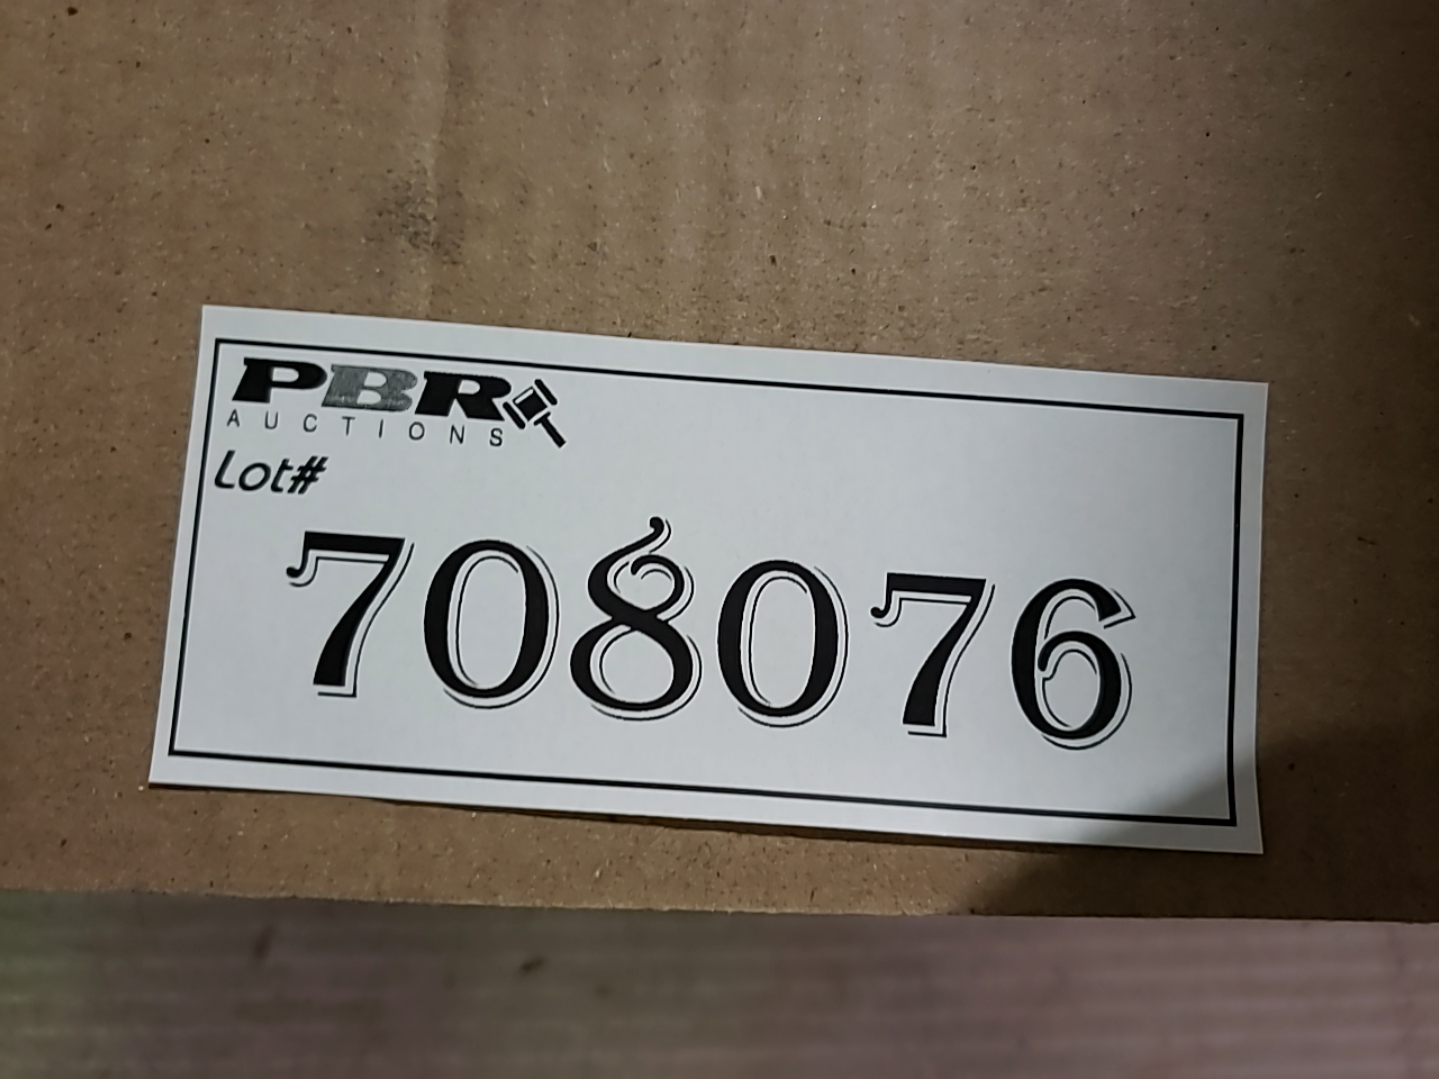 PBR
AUCTIONS
Lot#
708076